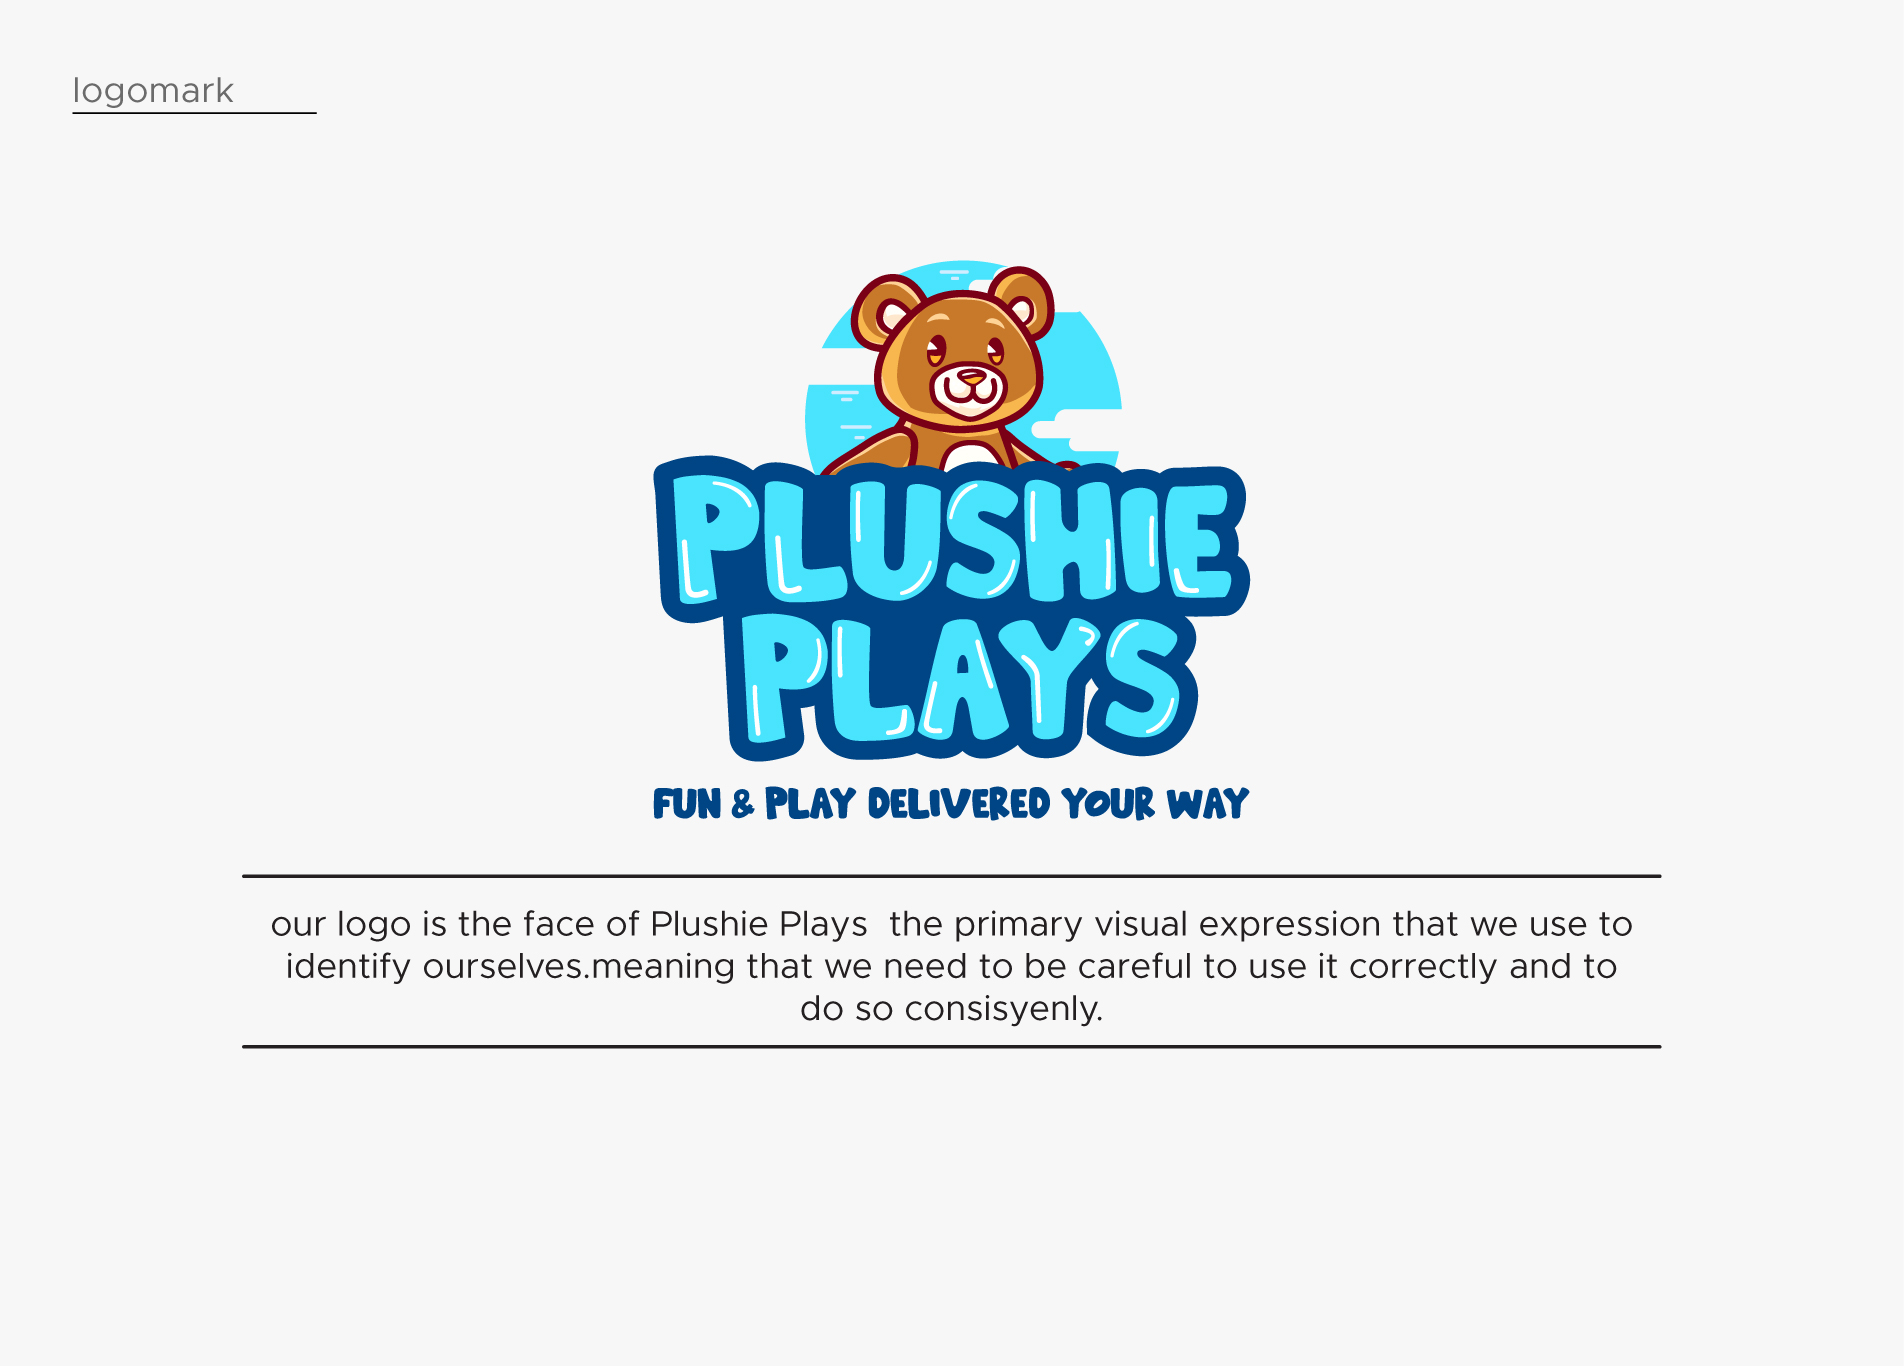 logomark
PLUSHIE
PLAYS
FUN & PLAY DELIVERED YOUR WAY
our logo is the face of Plushie Plays  the primary visual expression that we use to
identify ourselves.meaning that we need to be careful to use it correctly and to
do so consisyenly.